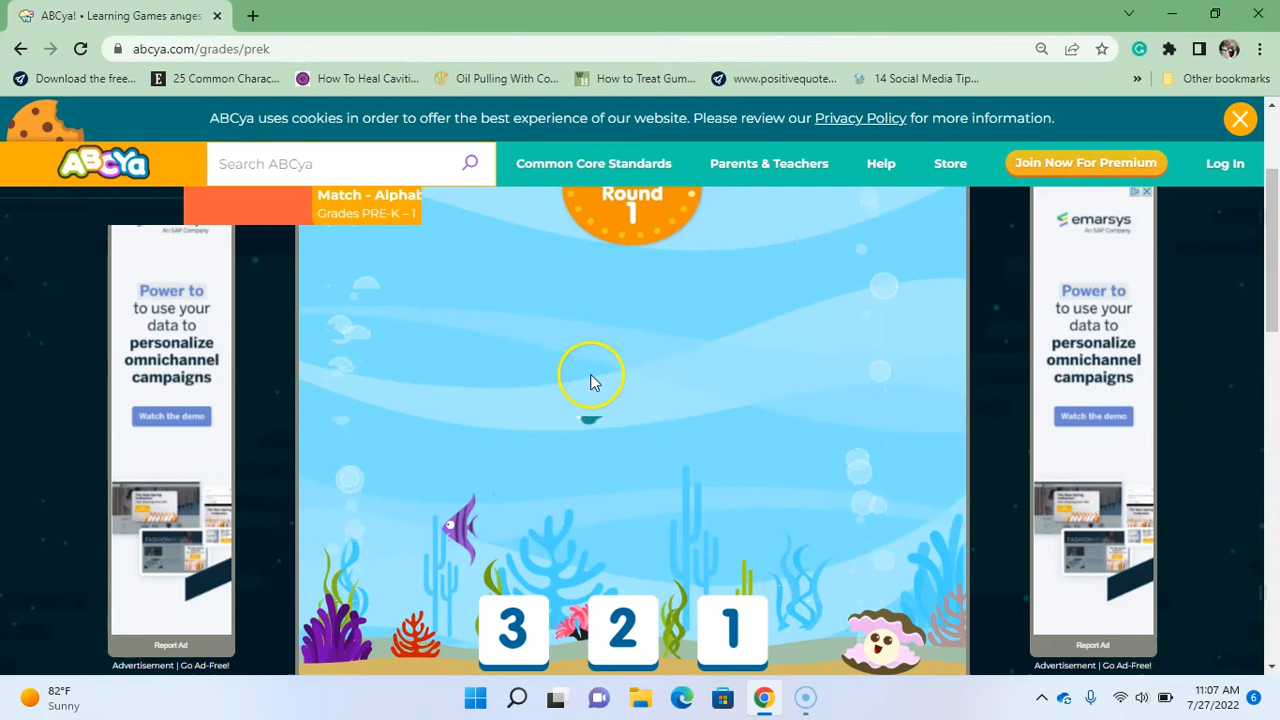 ABCya! • Learning Games and
abcya.com/grades/prek
Download the free...
25 Common Charac...
How To Heal Caviti...
Oil Pulling With Co...
How to Treat Gum...
www.positivequote...
14 Social Media Tip...
»
Other bookmarks
ABCya uses cookies in order to offer the best experience of our website. Please review our Privacy Policy for more information.
ABCYa
Search ABCya
Common Core Standards
Parents & Teachers
Help
Store
Join Now For Premium
Log In
Match - Alphab
Grades PRE-K – 1
Round
1
emarsys
An SAP Company
Power to
to use your
data to
personalize
omnichannel
campaigns
Watch the demo
Report Ad
Advertisement | Go Ad-Free!
Power to
to use your
data to
personalize
omnichannel
campaigns
Watch the demo
Report Ad
Advertisement | Go Ad-Free!
3 2 1
82°F
Sunny
11:07 AM
7/27/2022
6